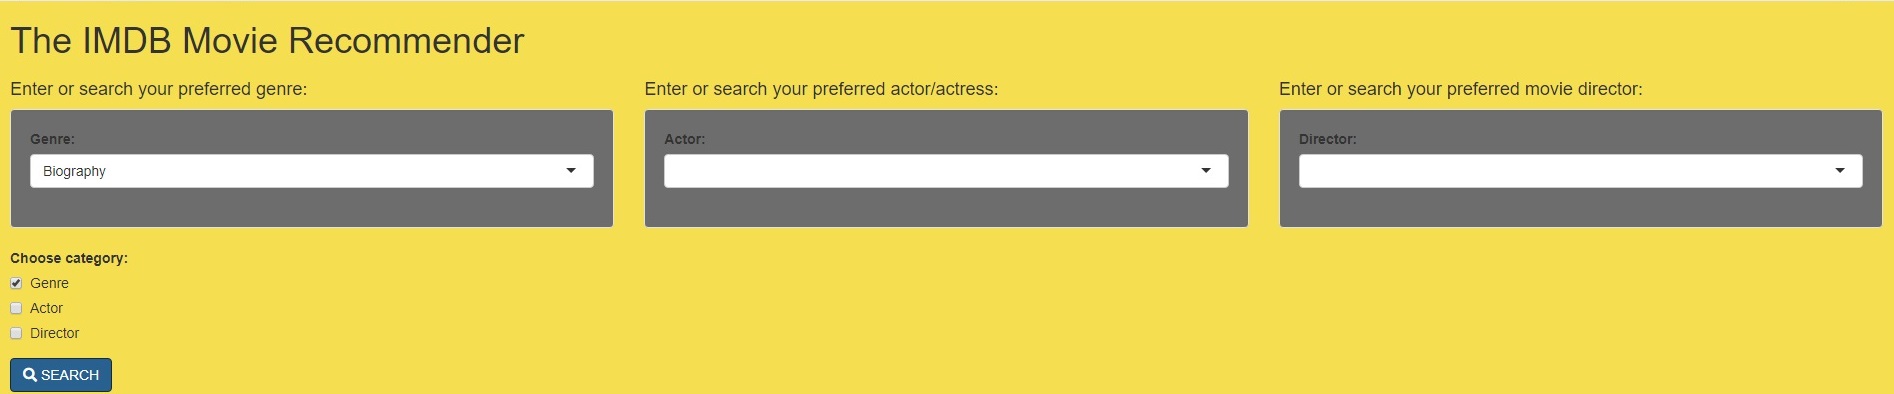 The IMDB Movie Recommender
Enter or search your preferred genre:
Enter or search your preferred actor/actress:
Enter or search your preferred movie director:
Genre:
Biography
Actor:
Director:
Choose category:
Genre
Actor
Director
SEARCH